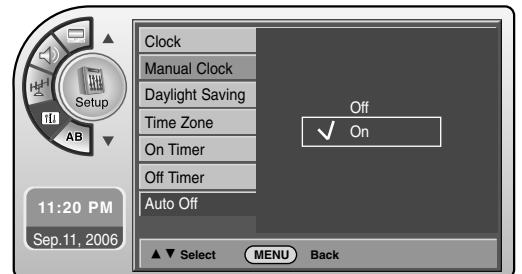 Setup
AB
11:20 PM
Sep.11, 2006
Clock
Manual Clock
Daylight Saving
Time Zone
On Timer
Off Timer
Auto Off
Off
✓ On
▲ ▼ Select MENU Back